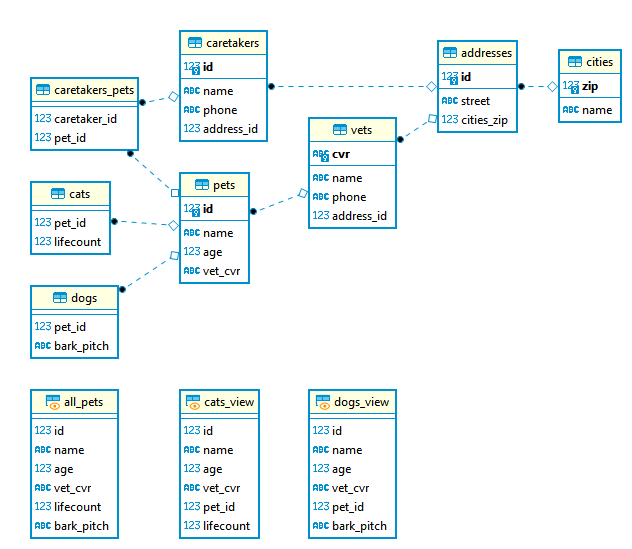 caretakers
123 id
ABC name
ABC phone
123 address_id
addresses
123 id
ABC street
123 cities_zip
cities
ABC zip
ABC name
caretakers_pets
123 caretaker_id
123 pet_id
vets
ABC cvr
ABC name
ABC phone
123 address_id
pets
123 id
ABC name
123 age
ABC vet_cvr
cats
123 pet_id
123 lifecount
dogs
123 pet_id
ABC bark_pitch
all_pets
123 id
ABC name
123 age
ABC vet_cvr
123 lifecount
ABC bark_pitch
cats_view
123 id
ABC name
123 age
ABC vet_cvr
123 pet_id
123 lifecount
dogs_view
123 id
ABC name
123 age
ABC vet_cvr
123 pet_id
ABC bark_pitch